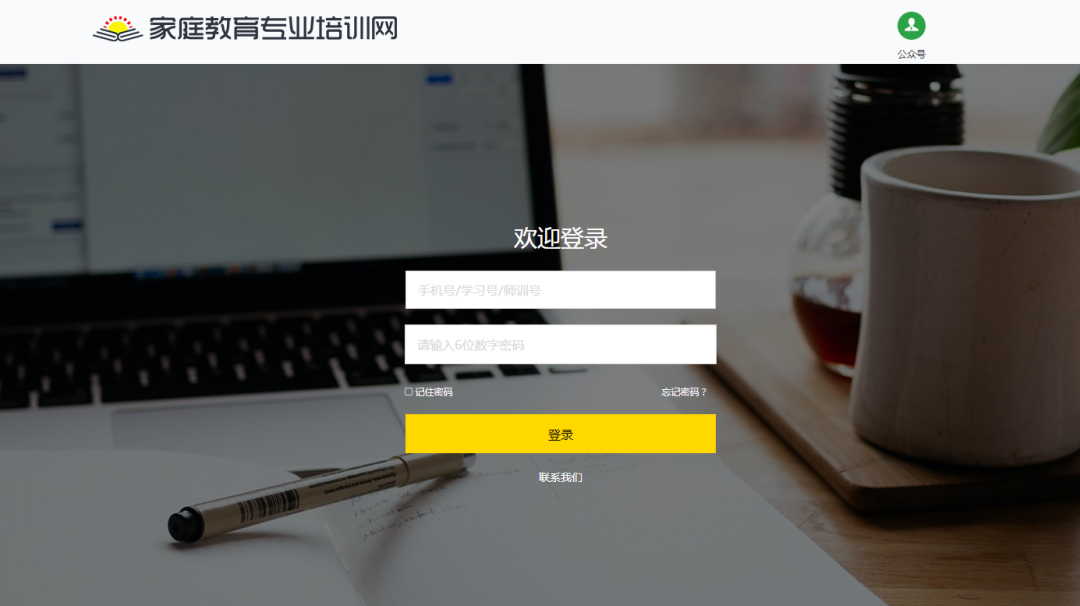 家庭教育专业培训网
公众号
欢迎登录
手机号/学习号/师训号
请输入6位数字密码
记住密码
忘记密码？
登录
联系我们